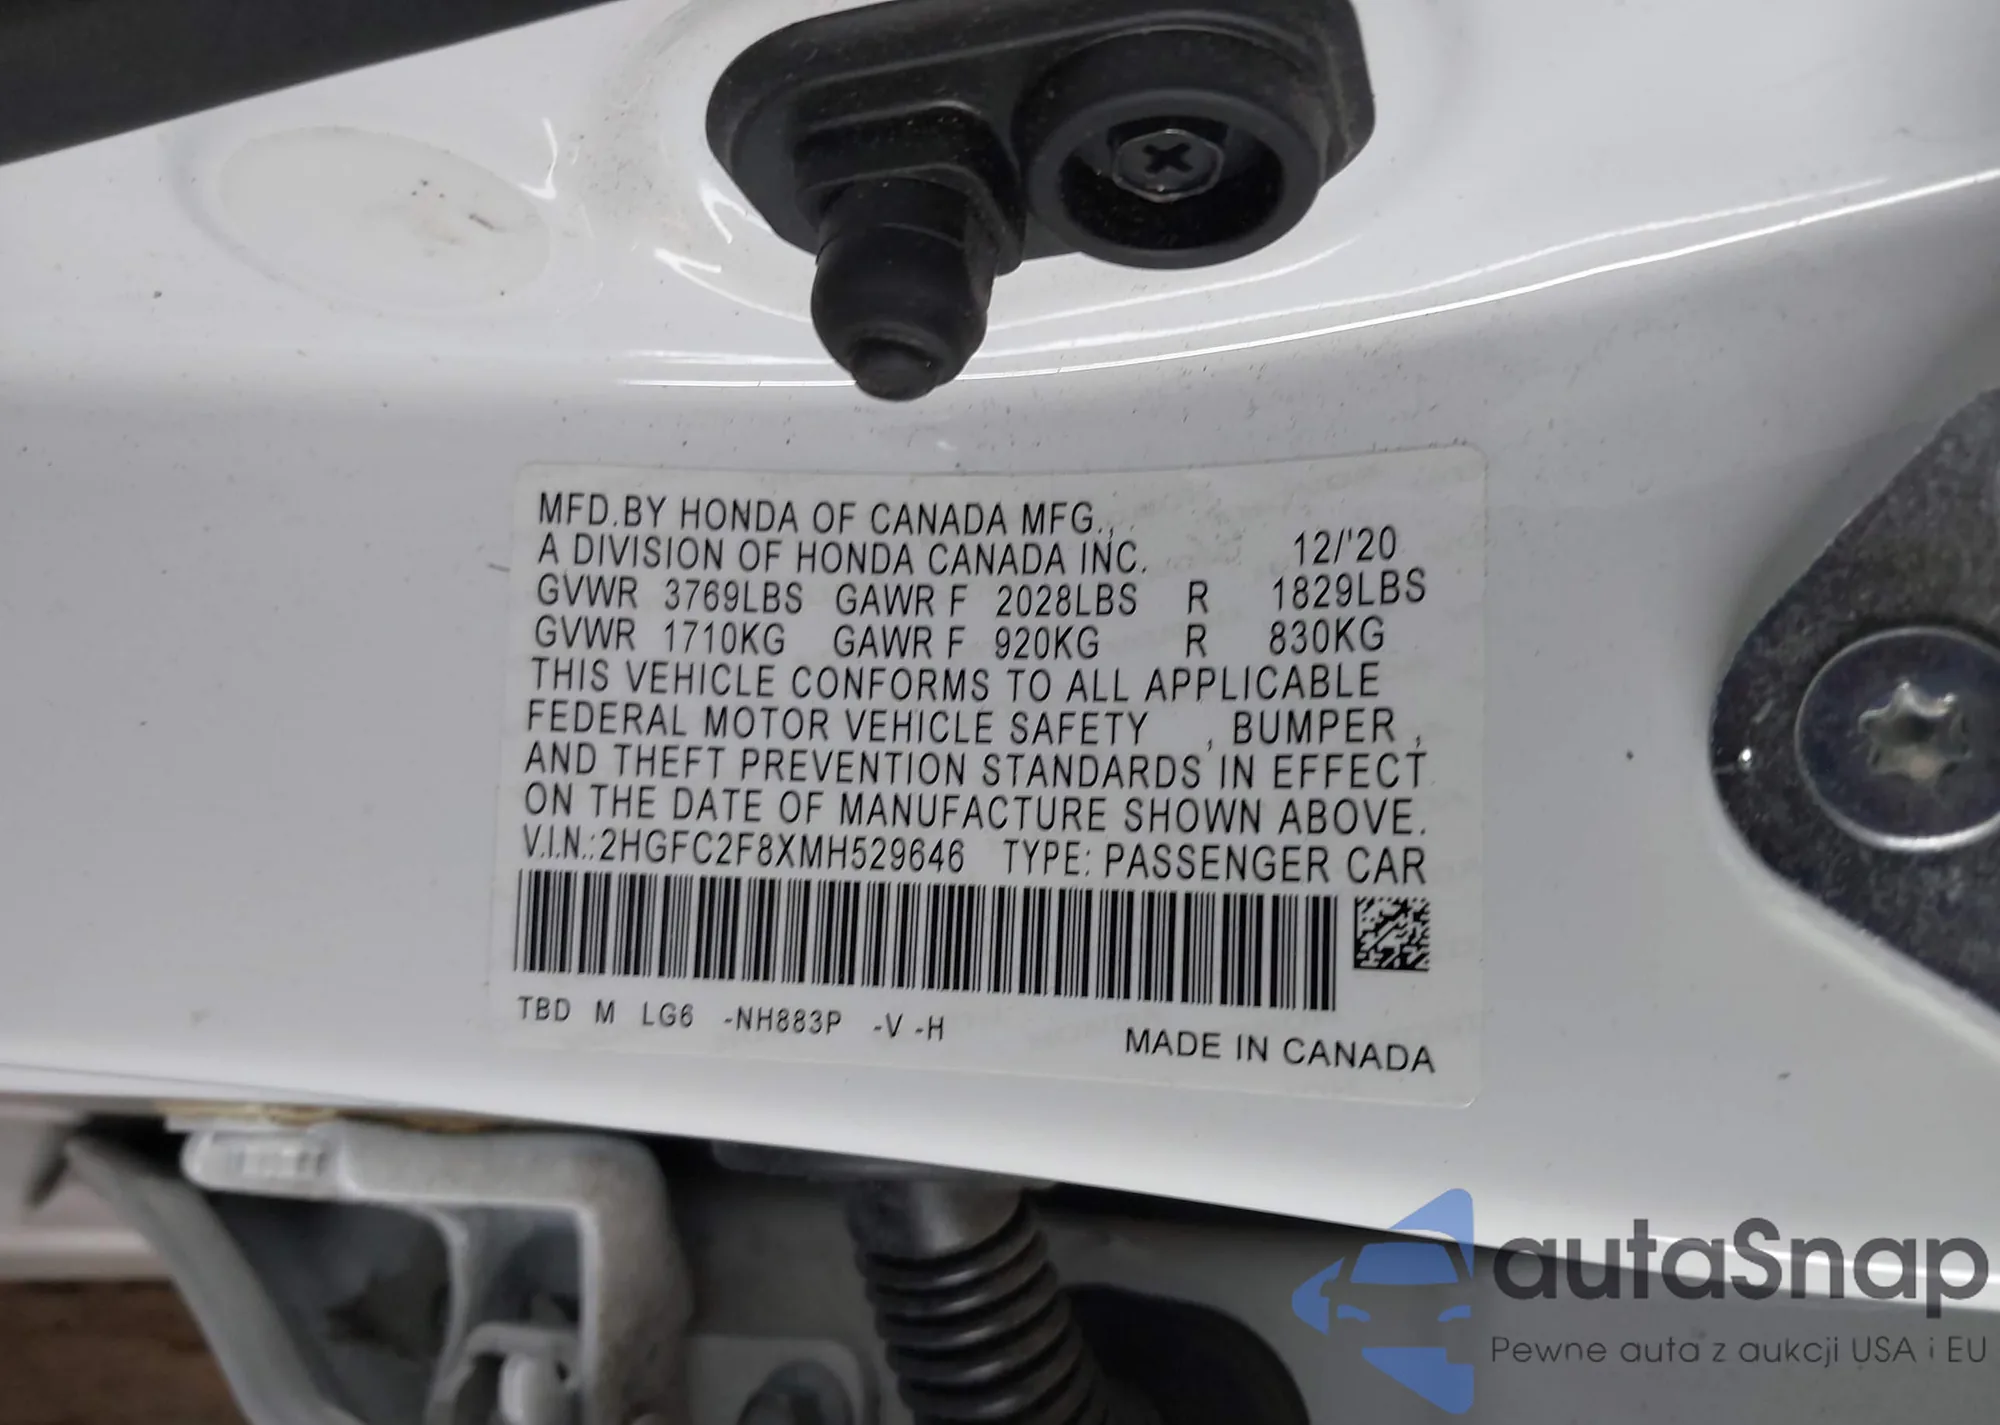 MFD.BY HONDA OF CANADA MFG.,
A DIVISION OF HONDA CANADA INC. 12/'20
GVWR 3769LBS GAWR F 2028LBS R 1829LBS
GVWR 1710KG GAWR F 920KG R 830KG
THIS VEHICLE CONFORMS TO ALL APPLICABLE
FEDERAL MOTOR VEHICLE SAFETY , BUMPER ,
AND THEFT PREVENTION STANDARDS IN EFFECT
ON THE DATE OF MANUFACTURE SHOWN ABOVE.
V.I.N.:2HGFC2F8XMH529646 TYPE: PASSENGER CAR
TBD M LG6 -NH883P -V -H
MADE IN CANADA
autaSnap
Pewne auta z aukcji USA i EU